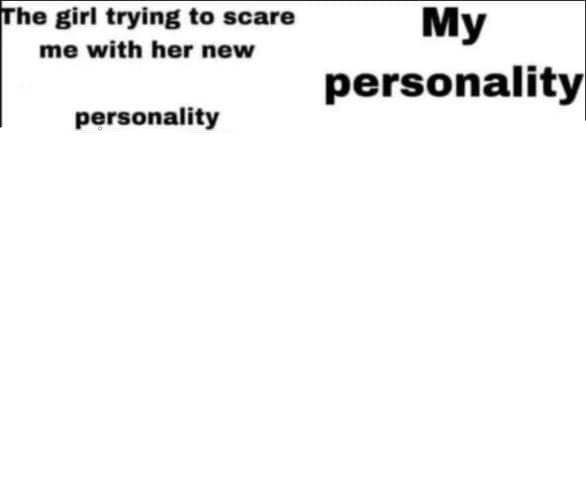 The girl trying to scare
me with her new
personality
My
personality